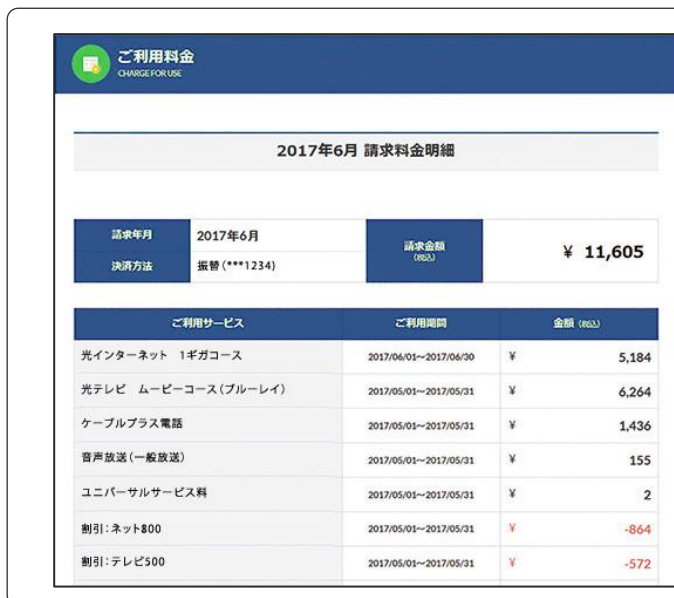 ご利用料金
CHARGE FOR USE
2017年6月 請求料金明細
請求年月 2017年6月 請求金額 (税込) ¥ 11,605
決済方法 振替(***1234)
ご利用サービス ご利用期間 金額(税込)
光インターネット 1ギガコース 2017/06/01〜2017/06/30 ¥ 5,184
光テレビ ムービーコース(ブルーレイ) 2017/05/01〜2017/05/31 ¥ 6,264
ケーブルプラス電話 2017/05/01〜2017/05/31 ¥ 1,436
音声放送(一般放送) 2017/05/01〜2017/05/31 ¥ 155
ユニバーサルサービス料 2017/05/01〜2017/05/31 ¥ 2
割引:ネット800 2017/05/01〜2017/05/31 ¥ -864
割引:テレビ500 2017/05/01〜2017/05/31 ¥ -572